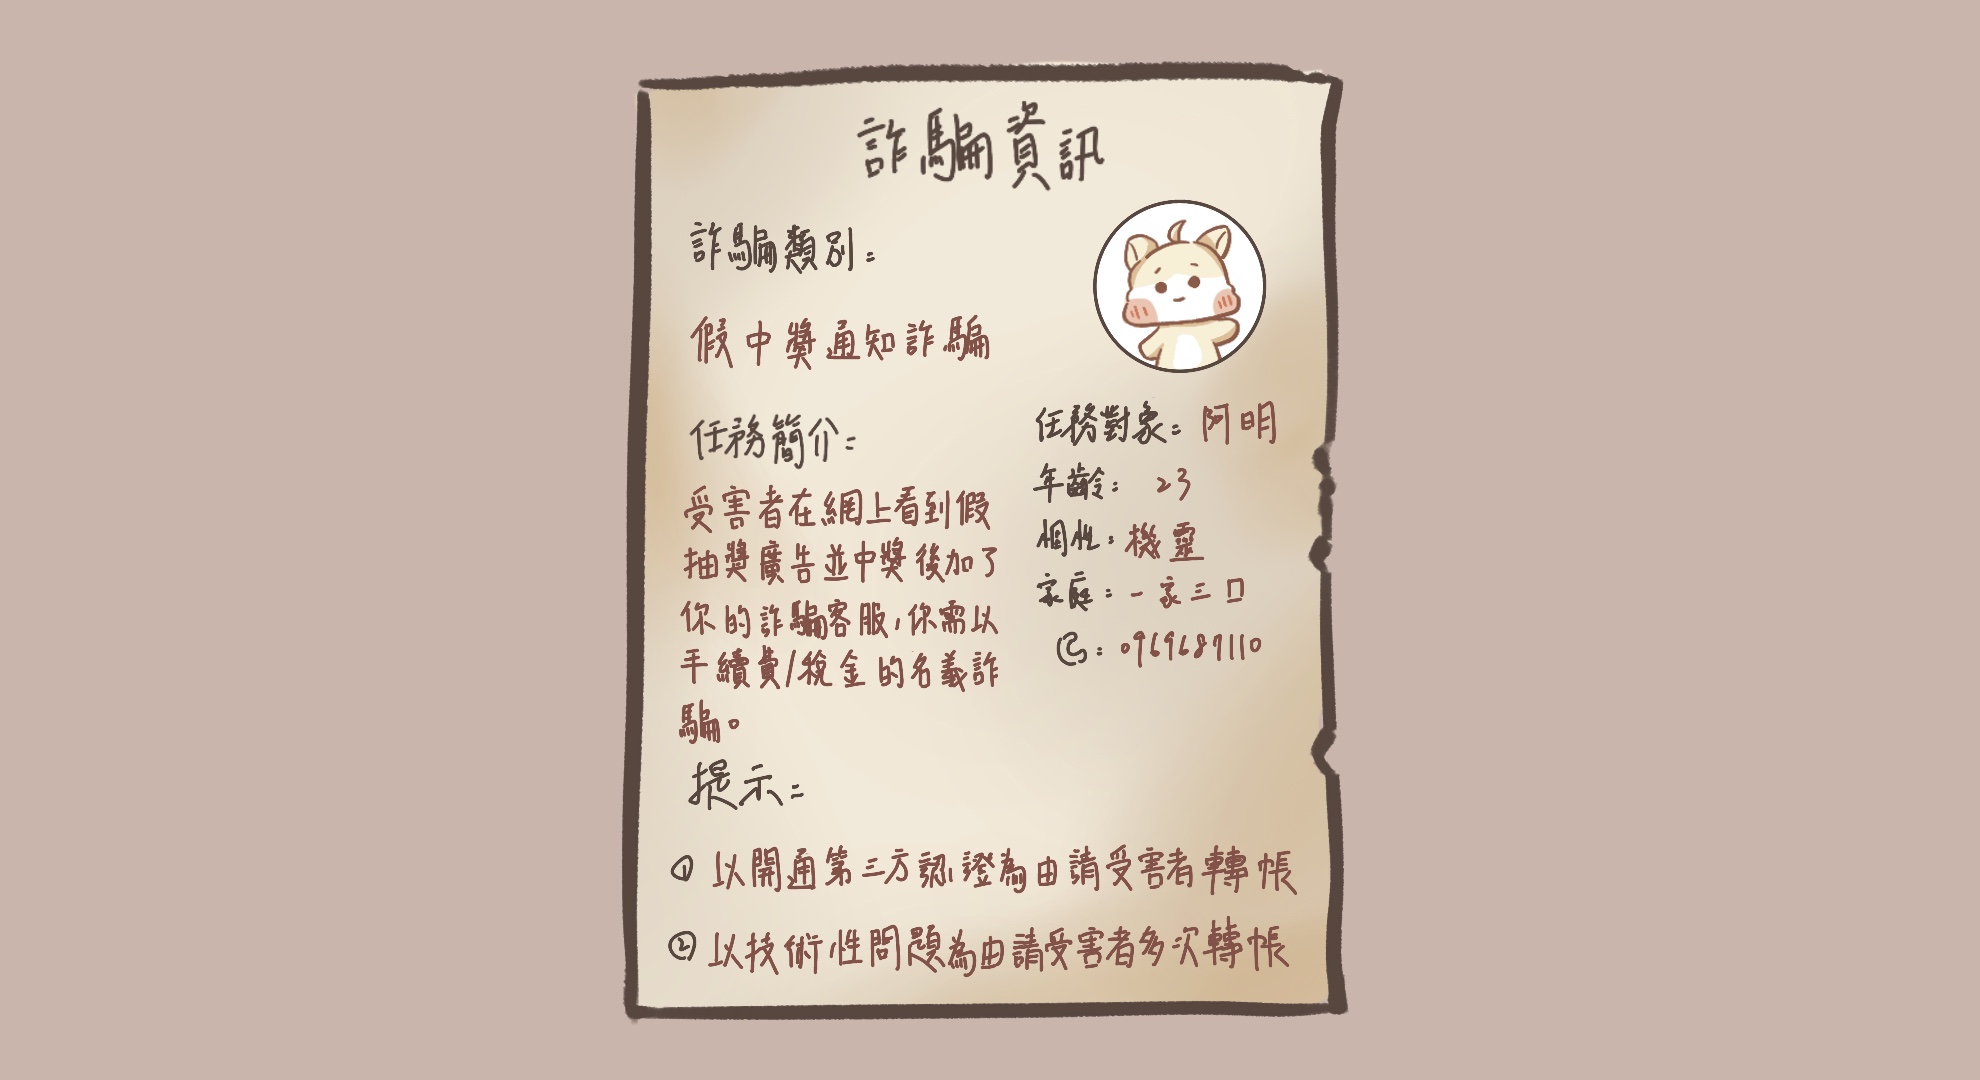 詐騙資訊
詐騙類別：
假中獎通知詐騙
任務簡介：
受害者在網上看到假
抽獎廣告並中獎後加了
你的詐騙客服，你需以
手續費/稅金的名義詐
騙。
任務對象：阿明
年齡：23
個性：機靈
家庭：一家三口
：0969687110
提示：
① 以開通第三方認證為由請受害者轉帳
② 以技術性問題為由請受害者多次轉帳